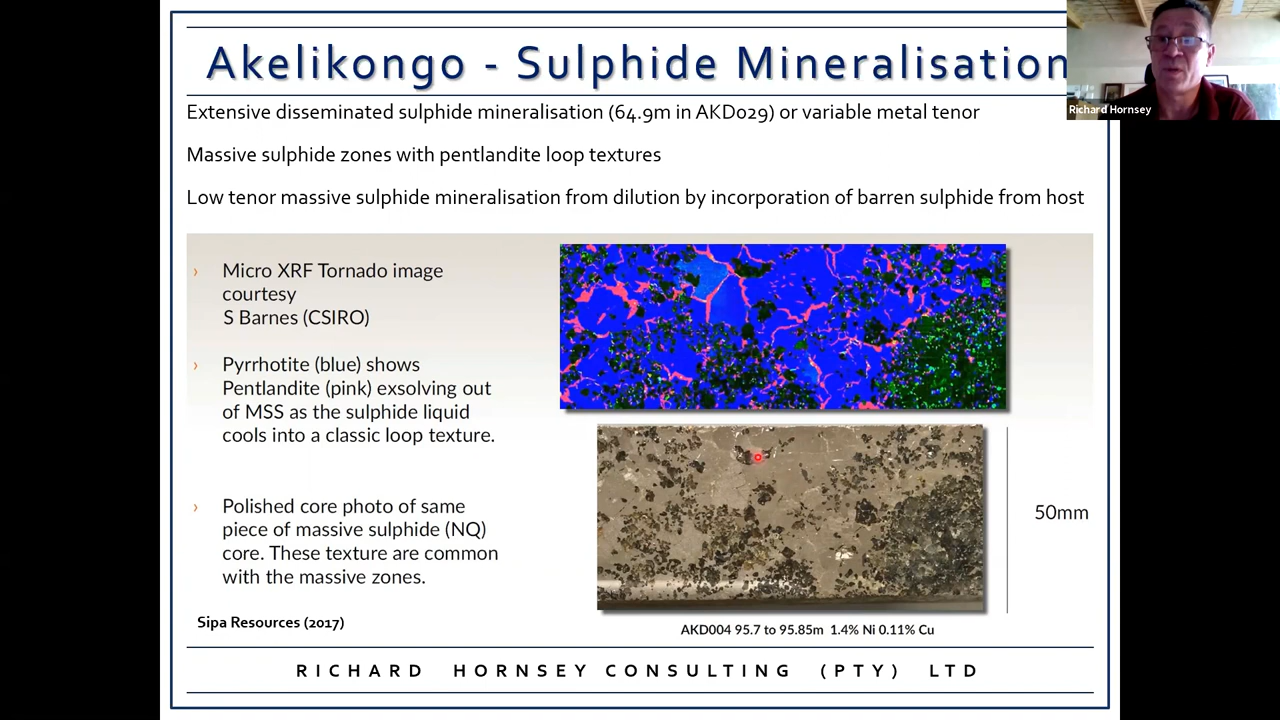 Akelikongo - Sulphide Mineralisation
Richard Hornsey
Extensive disseminated sulphide mineralisation (64.9m in AKD029) or variable metal tenor
Massive sulphide zones with pentlandite loop textures
Low tenor massive sulphide mineralisation from dilution by incorporation of barren sulphide from host
› Micro XRF Tornado image
courtesy
S Barnes (CSIRO)
› Pyrrhotite (blue) shows
Pentlandite (pink) exsolving out
of MSS as the sulphide liquid
cools into a classic loop texture.
› Polished core photo of same
piece of massive sulphide (NQ)
core. These texture are common
with the massive zones.
50mm
Sipa Resources (2017)
AKD004 95.7 to 95.85m 1.4% Ni 0.11% Cu
RICHARD HORNSEY CONSULTING (PTY) LTD